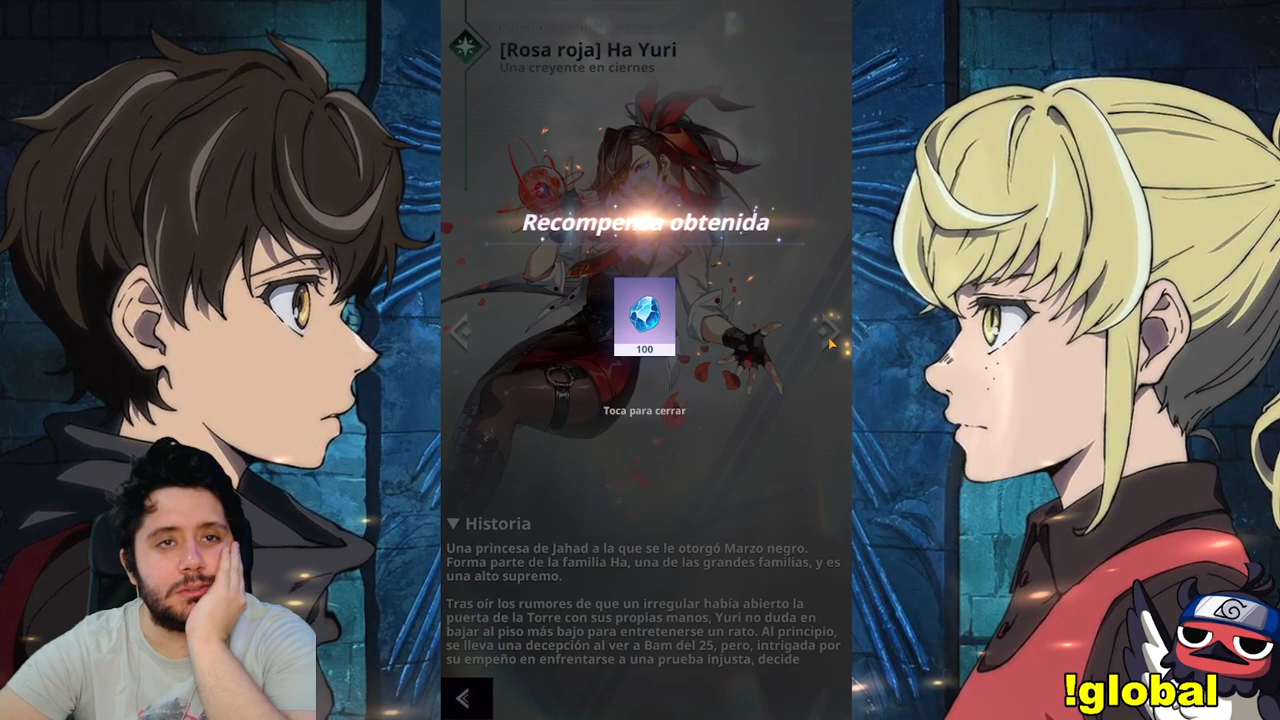 [Rosa roja] Ha Yuri
Una creyente en ciernes
Recompensa obtenida
100
Toca para cerrar
▼ Historia
Una princesa de Jahad a la que se le otorgó Marzo negro.
Forma parte de la familia Ha, una de las grandes familias, y es
una alto supremo.
Tras oír los rumores de que un irregular había abierto la
puerta de la Torre con sus propias manos, Yuri no duda en
bajar al piso más bajo para entretenerse un rato. Al principio,
se lleva una decepción al ver a Bam del 25, pero, intrigada por
su empeño en enfrentarse a una prueba injusta, decide
!global